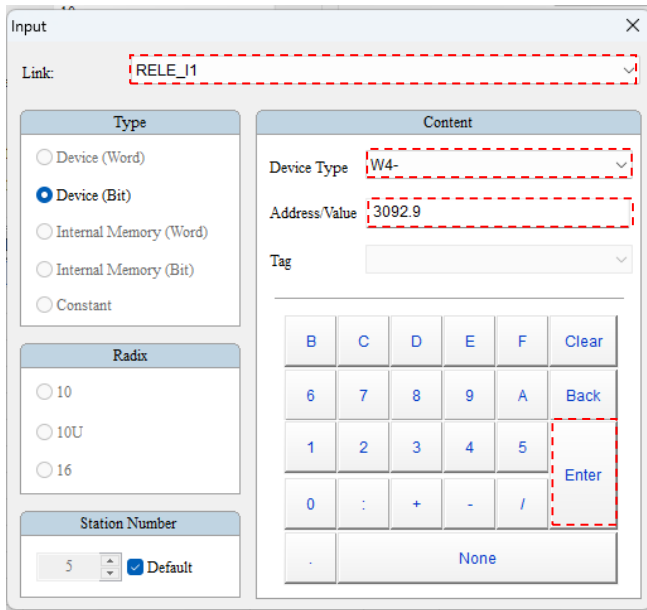 Input
Link: RELE_I1
Type
Device (Word)
Device (Bit)
Internal Memory (Word)
Internal Memory (Bit)
Constant
Radix
10
10U
16
Station Number
5 Default
Content
Device Type W4-
Address/Value 3092.9
Tag
B C D E F Clear
6 7 8 9 A Back
1 2 3 4 5 Enter
0 : + - /
. None